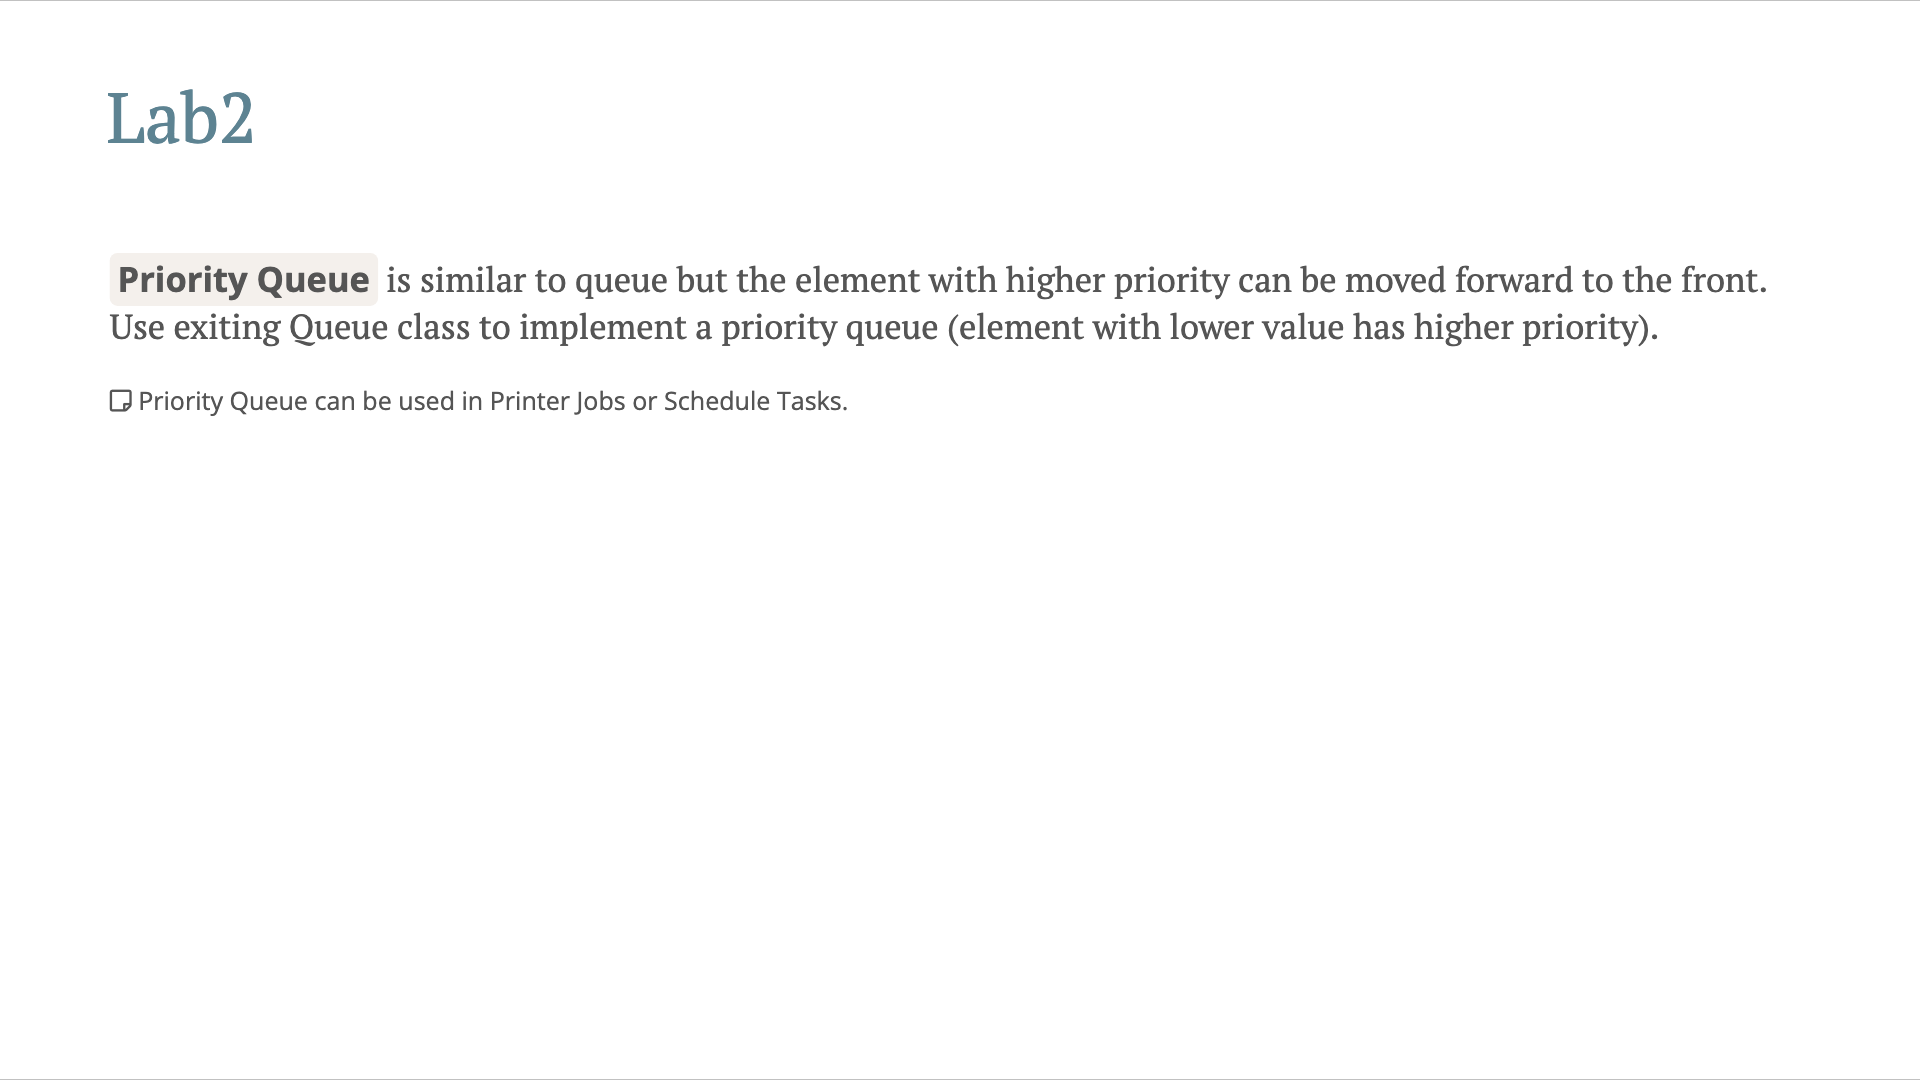 Lab2
Priority Queue is similar to queue but the element with higher priority can be moved forward to the front.
Use exiting Queue class to implement a priority queue (element with lower value has higher priority).
Priority Queue can be used in Printer Jobs or Schedule Tasks.